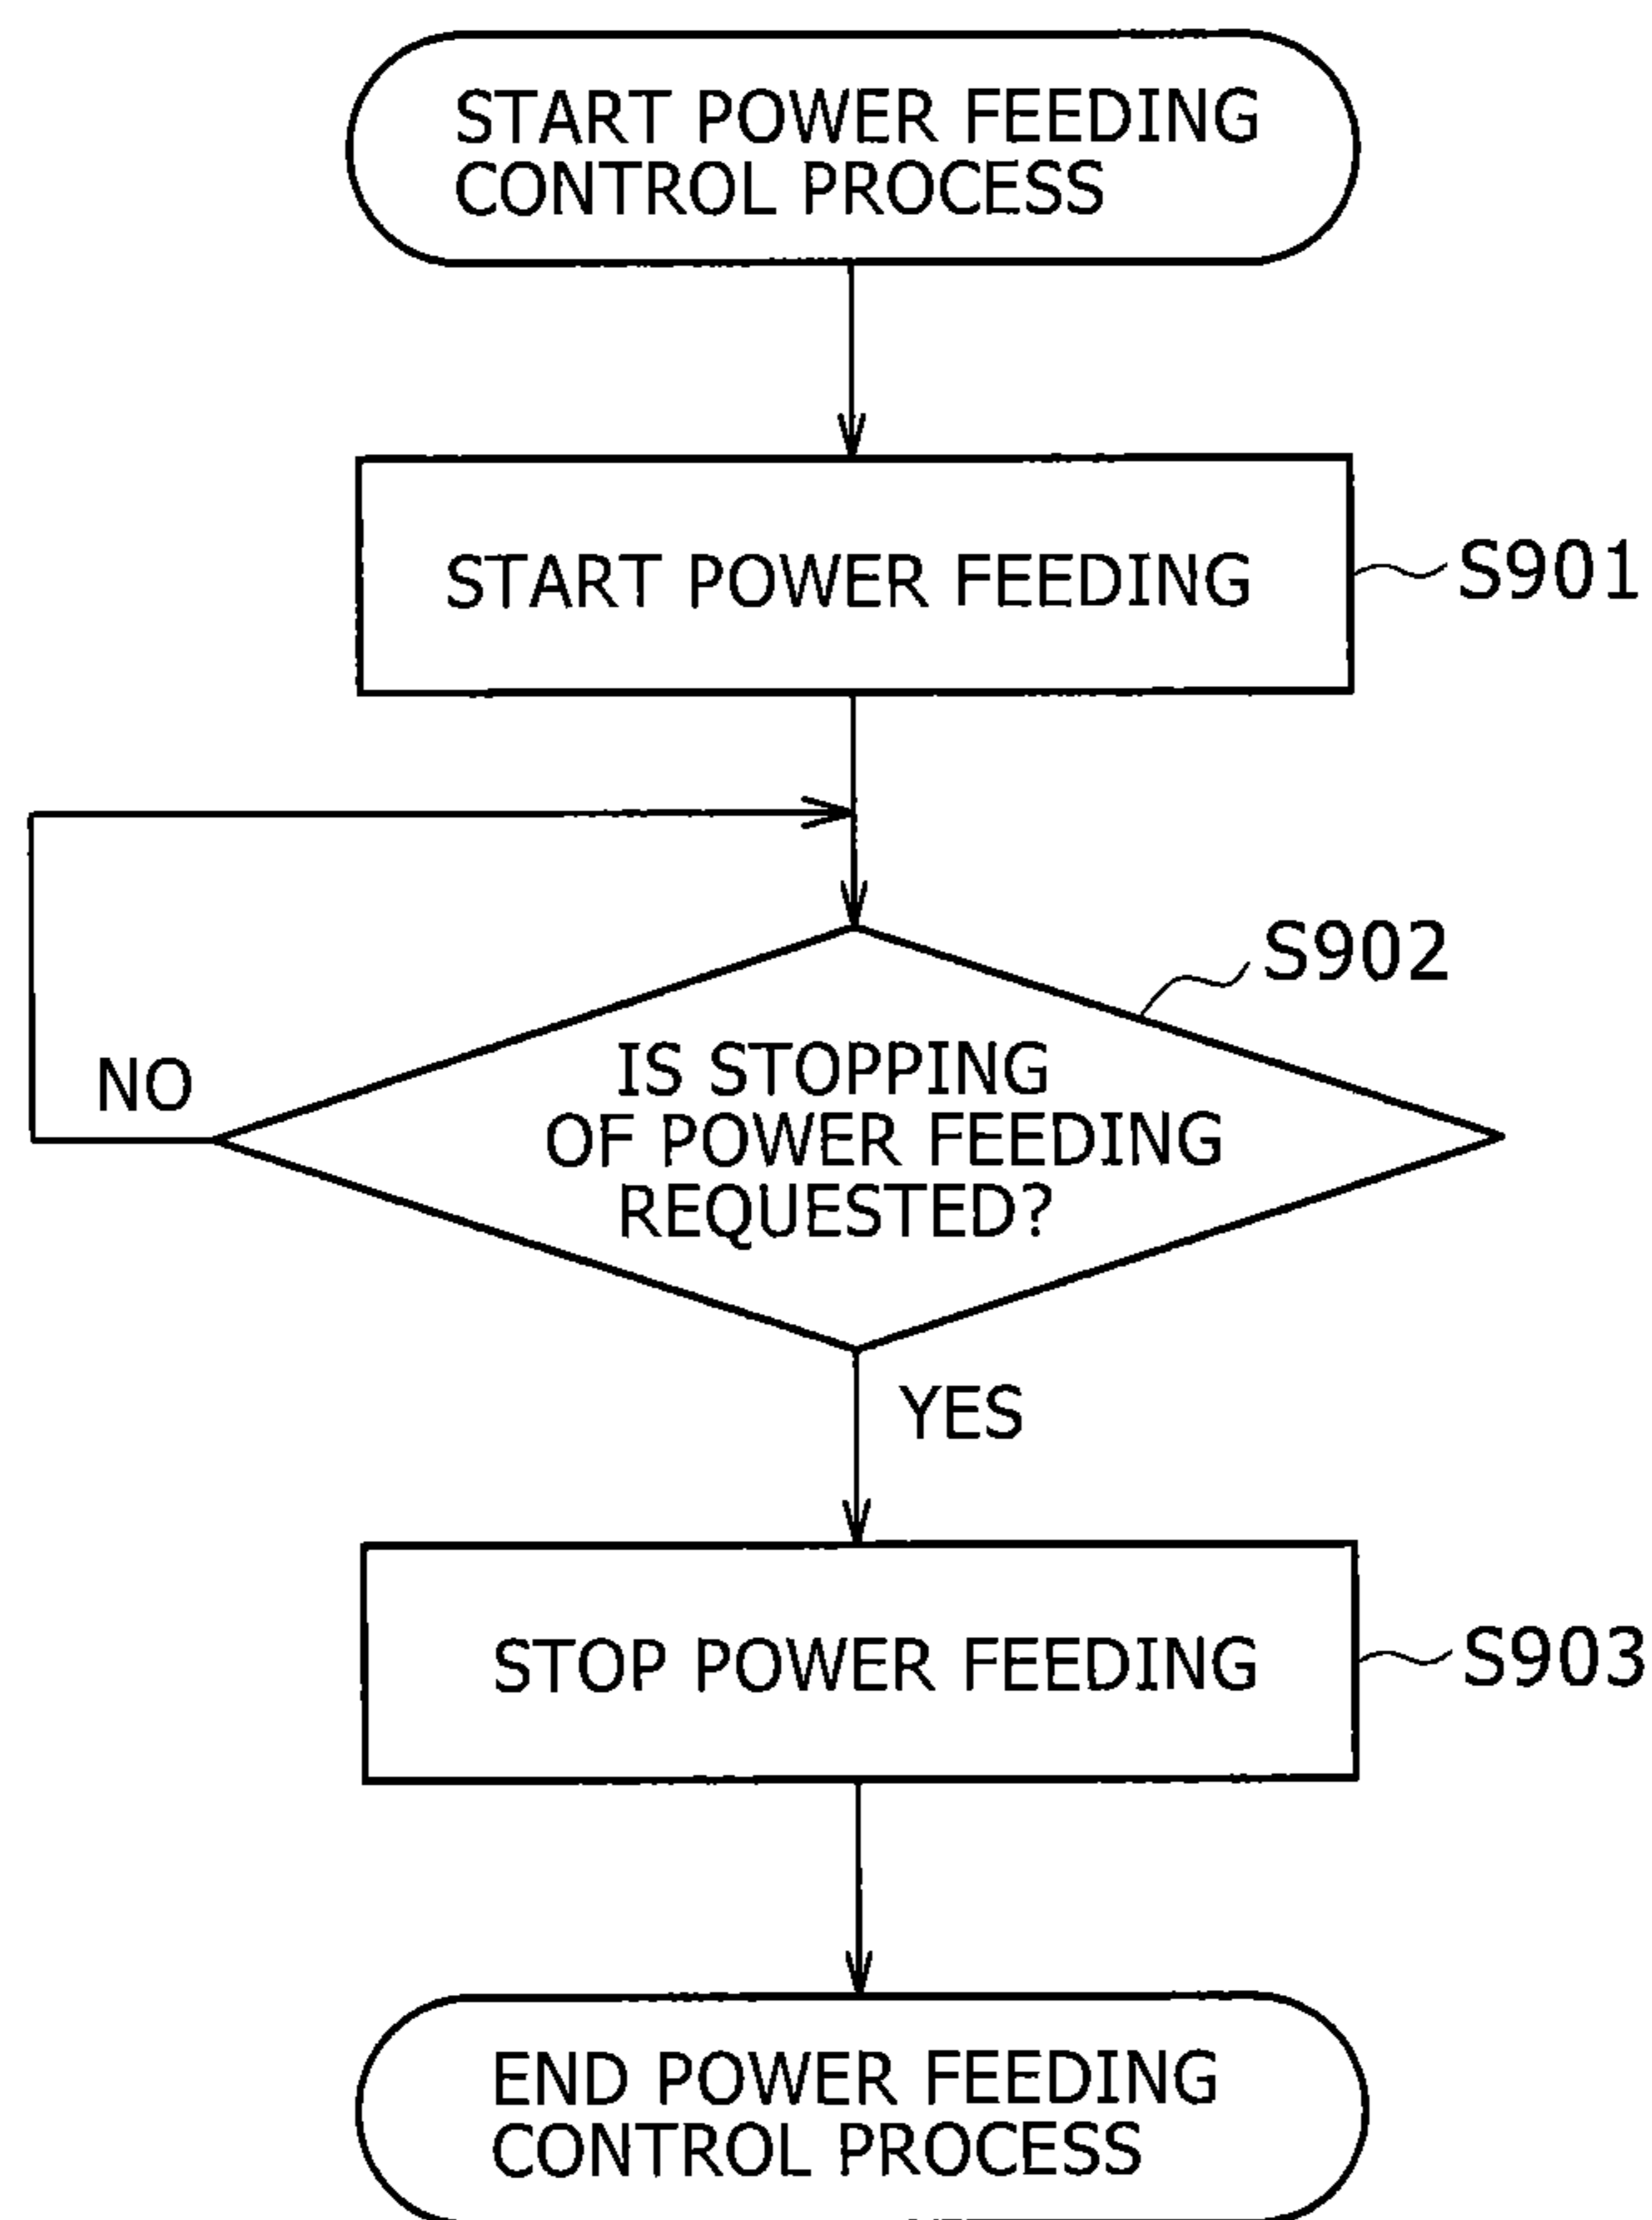 START POWER FEEDING
CONTROL PROCESS
START POWER FEEDING
S901
S902
NO
IS STOPPING
OF POWER FEEDING
REQUESTED?
YES
STOP POWER FEEDING
S903
END POWER FEEDING
CONTROL PROCESS